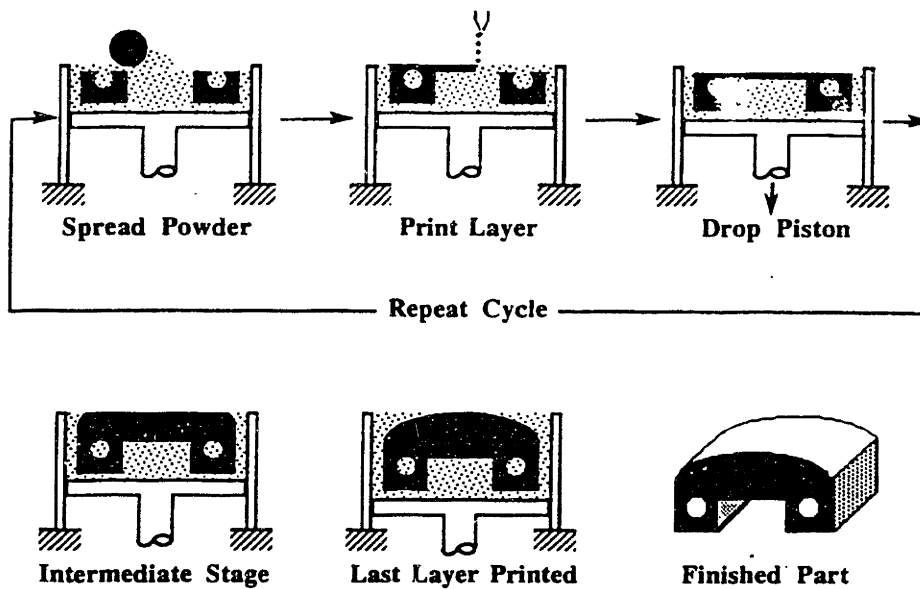 Spread Powder
Print Layer
Drop Piston
Repeat Cycle
Intermediate Stage
Last Layer Printed
Finished Part